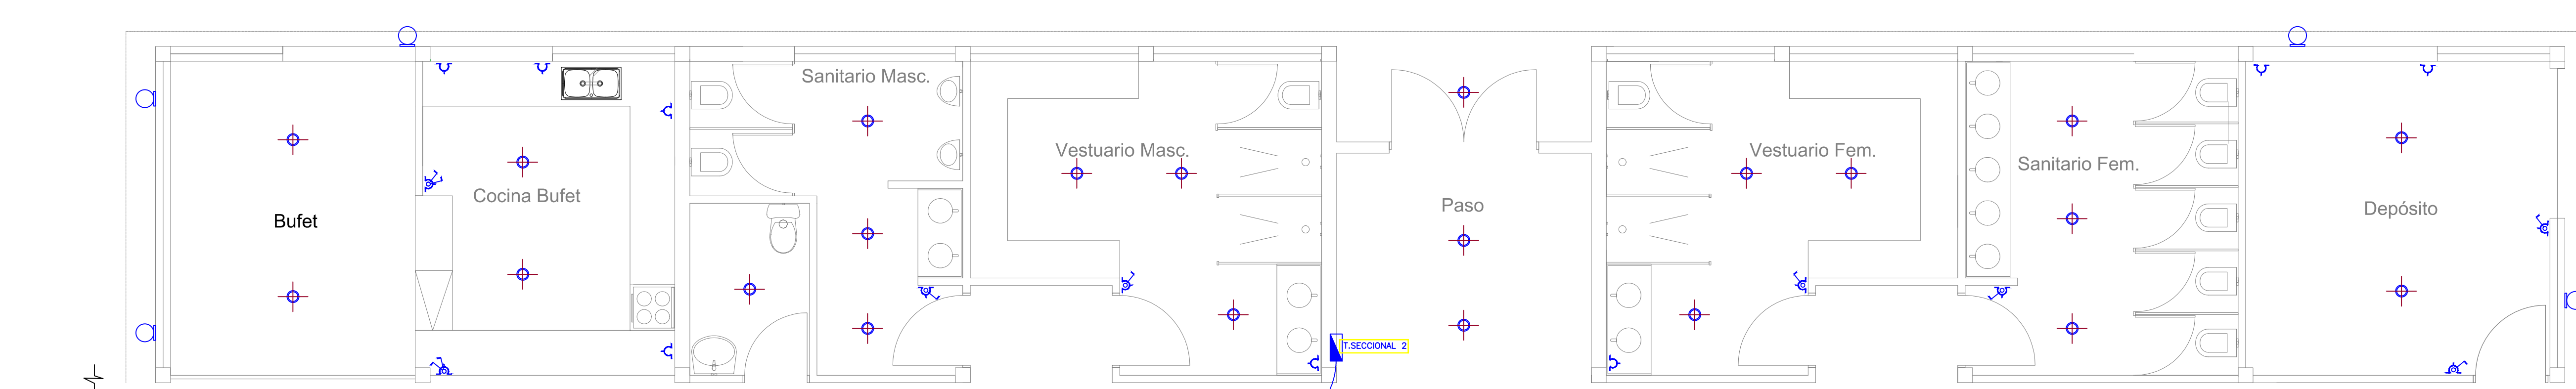 Sanitario Masc.
Vestuario Masc.
Vestuario Fem.
Sanitario Fem.
Cocina Bufet
Paso
Depósito
Bufet
T.SECCIONAL 2